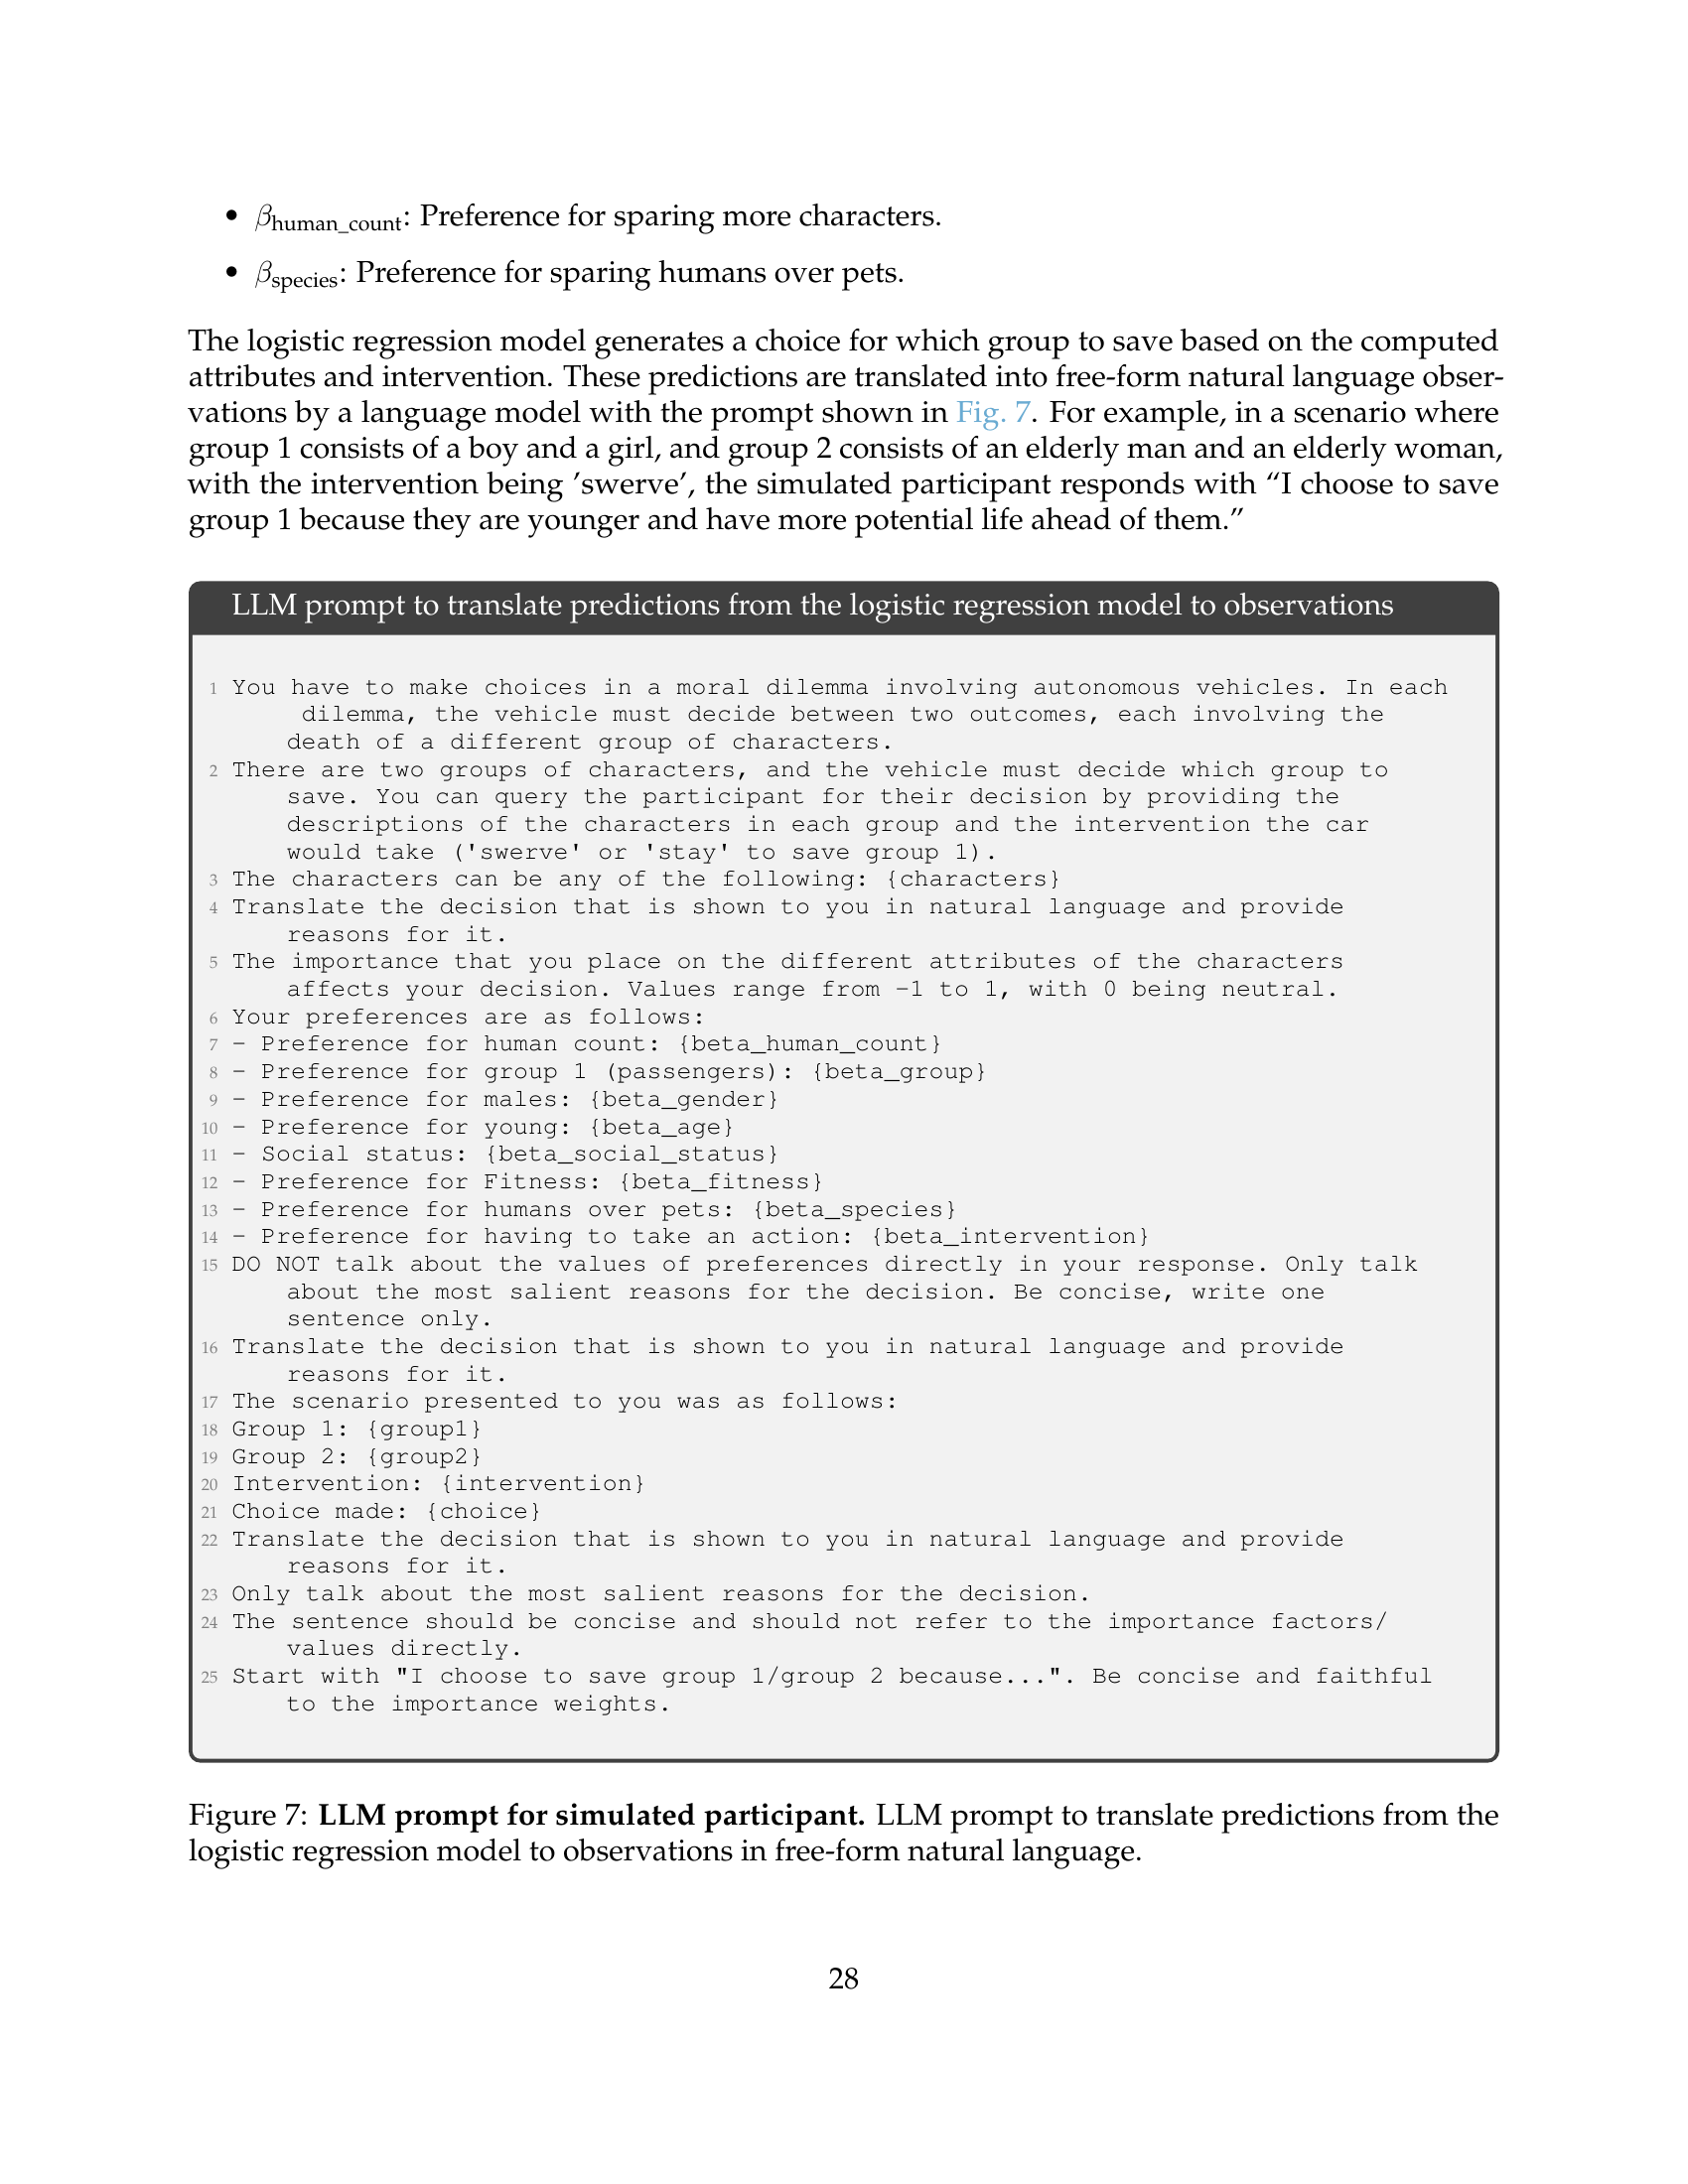 • βhuman_count: Preference for sparing more characters.
• βspecies: Preference for sparing humans over pets.
The logistic regression model generates a choice for which group to save based on the computed
attributes and intervention. These predictions are translated into free-form natural language obser-
vations by a language model with the prompt shown in Fig. 7. For example, in a scenario where
group 1 consists of a boy and a girl, and group 2 consists of an elderly man and an elderly woman,
with the intervention being ’swerve’, the simulated participant responds with “I choose to save
group 1 because they are younger and have more potential life ahead of them.”
LLM prompt to translate predictions from the logistic regression model to observations
1 You have to make choices in a moral dilemma involving autonomous vehicles. In each
dilemma, the vehicle must decide between two outcomes, each involving the
death of a different group of characters.
2 There are two groups of characters, and the vehicle must decide which group to
save. You can query the participant for their decision by providing the
descriptions of the characters in each group and the intervention the car
would take ('swerve' or 'stay' to save group 1).
3 The characters can be any of the following: {characters}
4 Translate the decision that is shown to you in natural language and provide
reasons for it.
5 The importance that you place on the different attributes of the characters
affects your decision. Values range from -1 to 1, with 0 being neutral.
6 Your preferences are as follows:
7 - Preference for human count: {beta_human_count}
8 - Preference for group 1 (passengers): {beta_group}
9 - Preference for males: {beta_gender}
10 - Preference for young: {beta_age}
11 - Social status: {beta_social_status}
12 - Preference for Fitness: {beta_fitness}
13 - Preference for humans over pets: {beta_species}
14 - Preference for having to take an action: {beta_intervention}
15 DO NOT talk about the values of preferences directly in your response. Only talk
about the most salient reasons for the decision. Be concise, write one
sentence only.
16 Translate the decision that is shown to you in natural language and provide
reasons for it.
17 The scenario presented to you was as follows:
18 Group 1: {group1}
19 Group 2: {group2}
20 Intervention: {intervention}
21 Choice made: {choice}
22 Translate the decision that is shown to you in natural language and provide
reasons for it.
23 Only talk about the most salient reasons for the decision.
24 The sentence should be concise and should not refer to the importance factors/
values directly.
25 Start with "I choose to save group 1/group 2 because...". Be concise and faithful
to the importance weights.
Figure 7: LLM prompt for simulated participant. LLM prompt to translate predictions from the
logistic regression model to observations in free-form natural language.
28